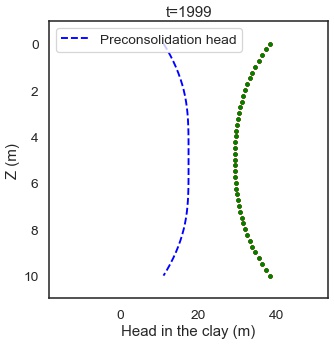 t=1999
Preconsolidation head
Z (m)
0
2
4
6
8
10
0 20 40
Head in the clay (m)